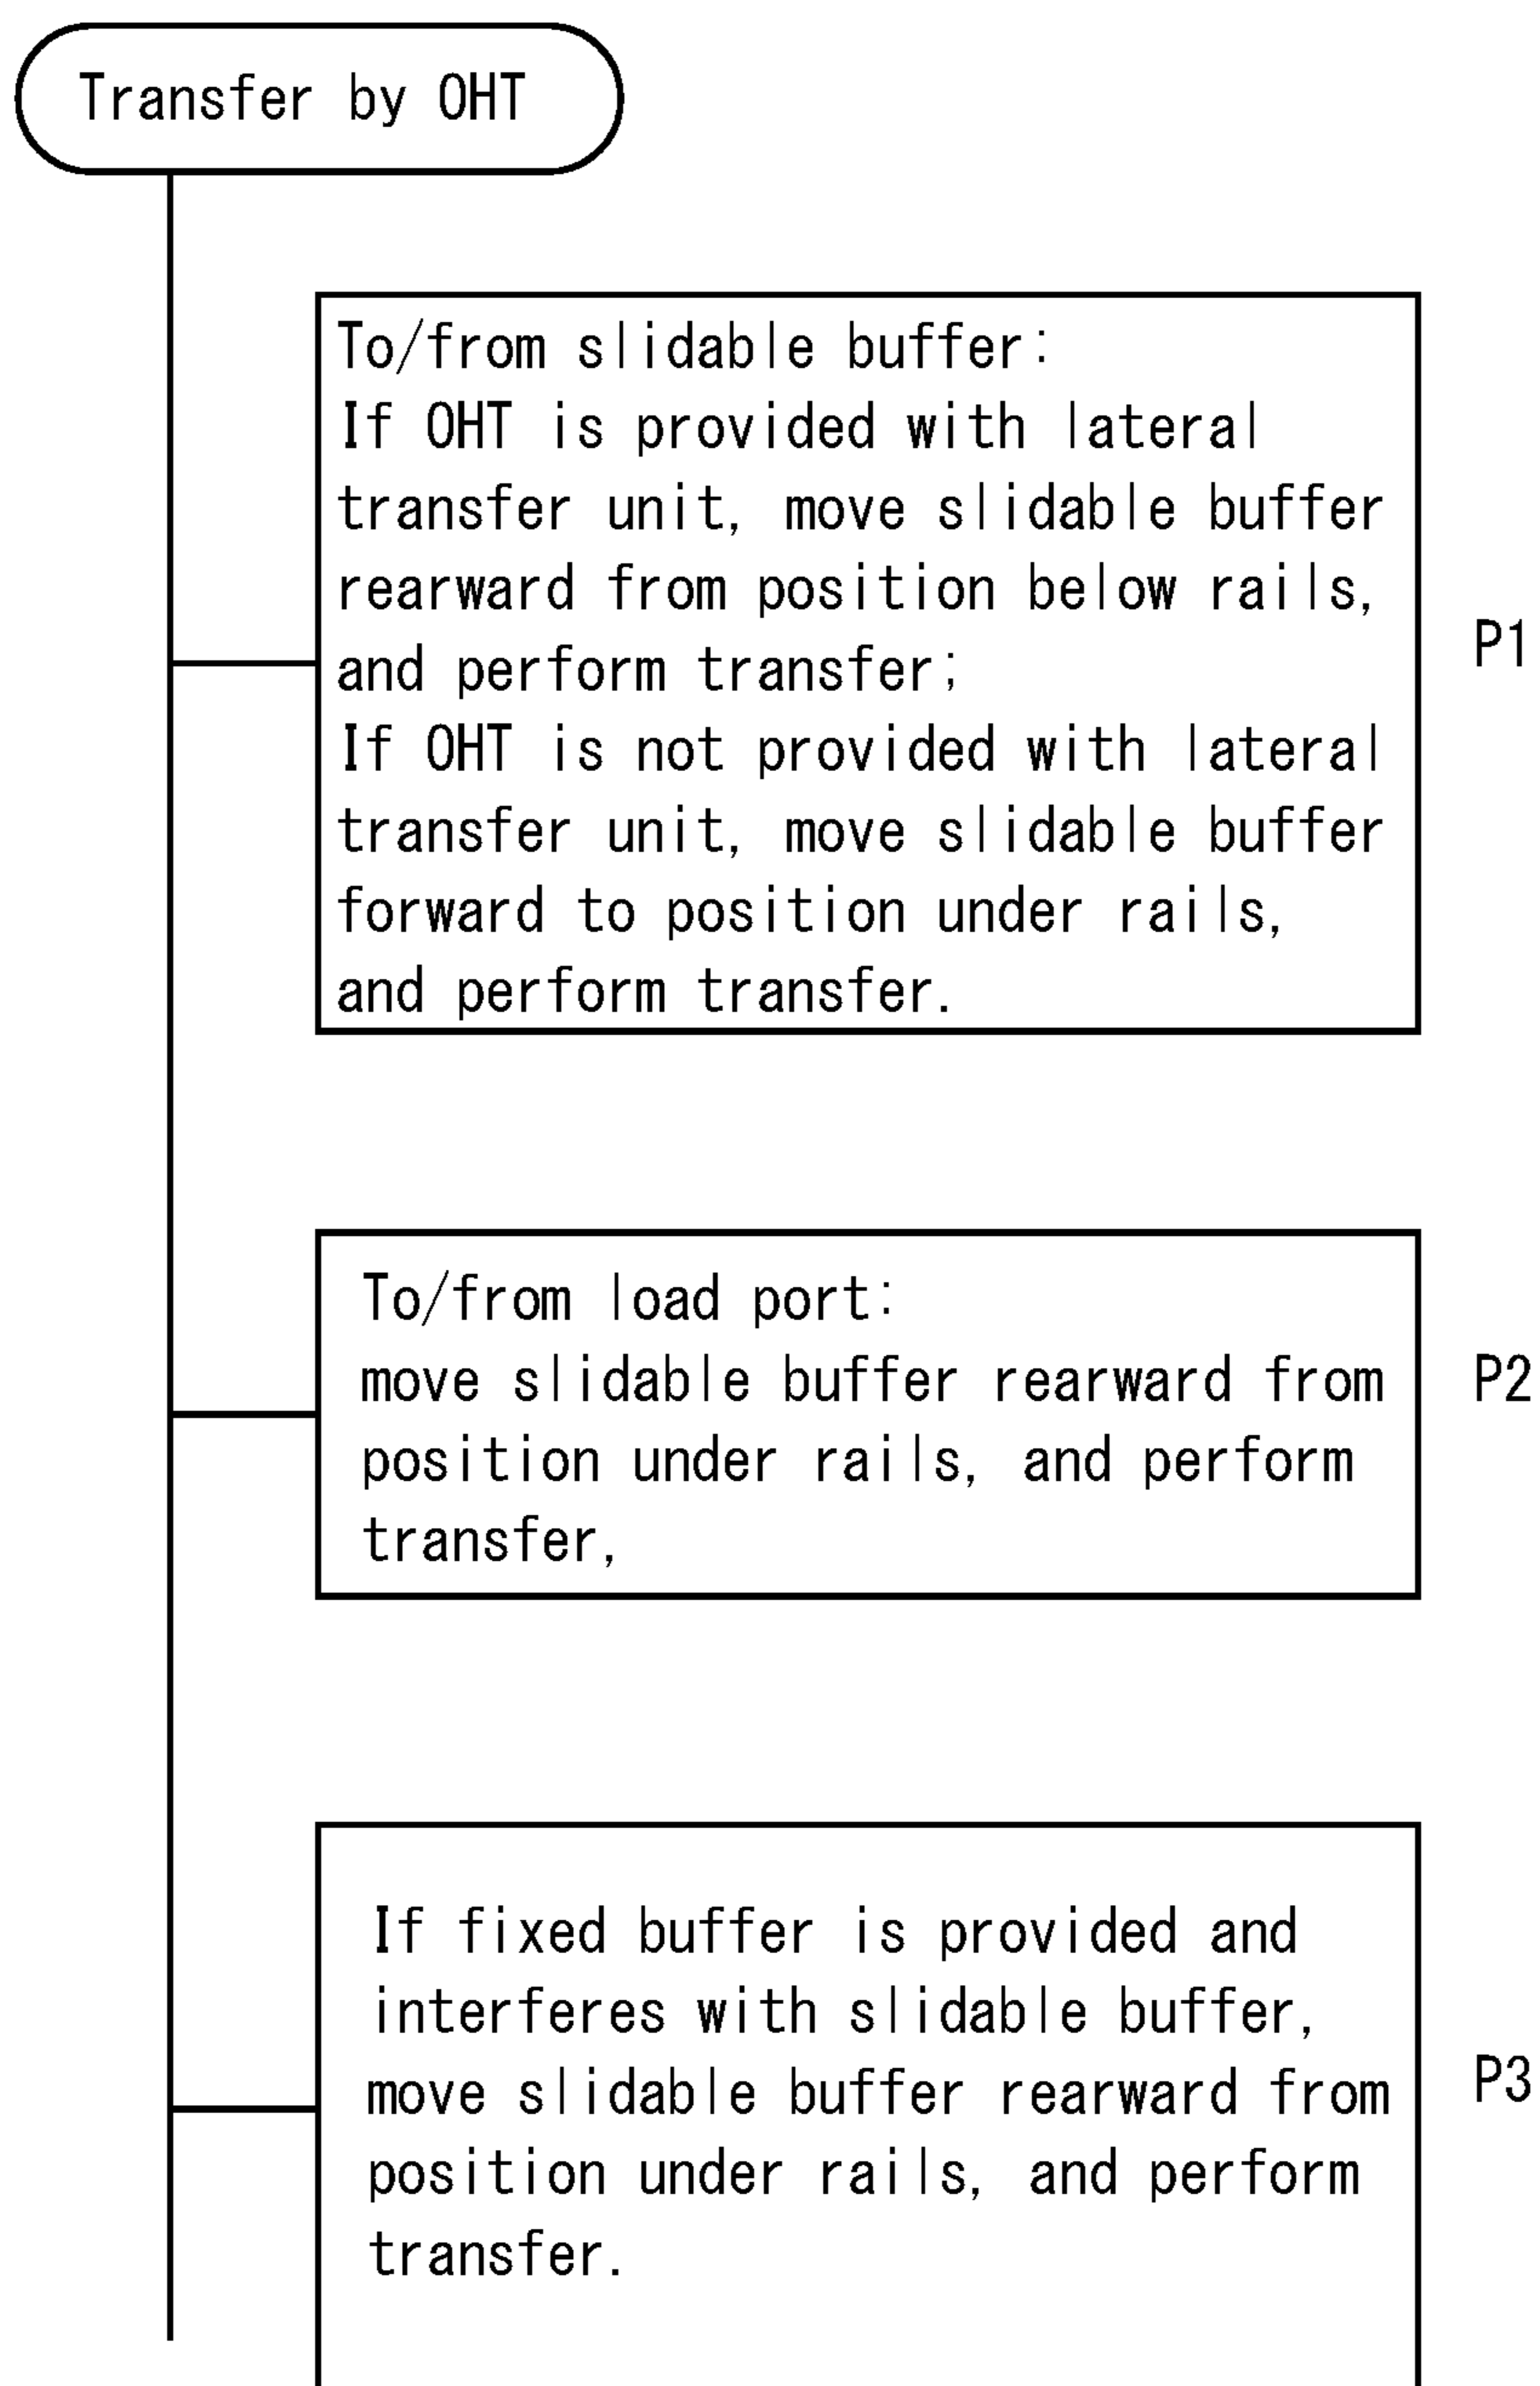 Transfer by OHT
To/from slidable buffer:
If OHT is provided with lateral
transfer unit, move slidable buffer
rearward from position below rails,
and perform transfer;
If OHT is not provided with lateral
transfer unit, move slidable buffer
forward to position under rails,
and perform transfer.
P1
To/from load port:
move slidable buffer rearward from
position under rails, and perform
transfer,
P2
If fixed buffer is provided and
interferes with slidable buffer,
move slidable buffer rearward from
position under rails, and perform
transfer.
P3